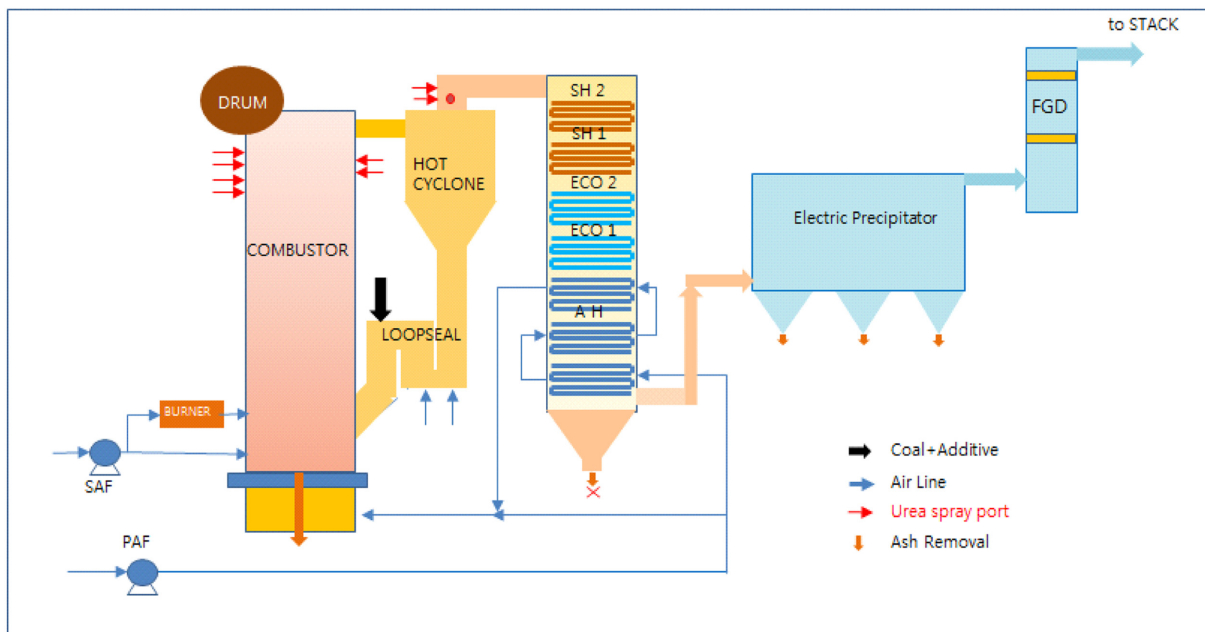 to STACK
DRUM
SH 2
FGD
SH 1
HOT
CYCLONE
ECO 2
Electric Precipitator
ECO 1
COMBUSTOR
A H
LOOPSEAL
BURNER
SAF
PAF
Coal+Additive
Air Line
Urea spray port
Ash Removal